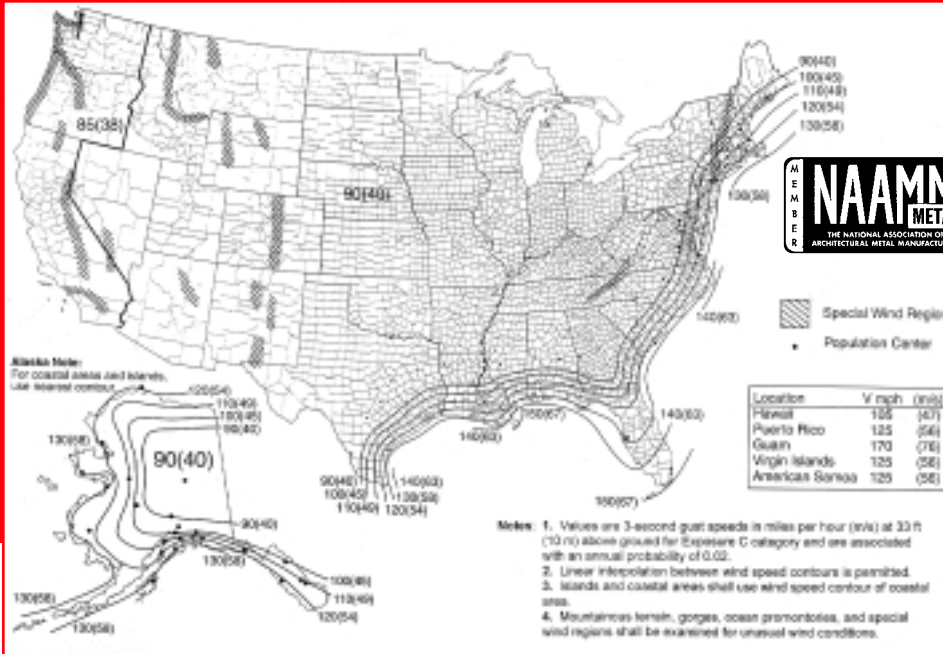 90(40)
100(45)
110(49)
120(54)
130(58)
85(38)
90(40)
130(58)
MEMBER
NAAMM
META
THE NATIONAL ASSOCIATION OF
ARCHITECTURAL METAL MANUFACTU
140(63)
Special Wind Region
Population Center
Alaska Note:
For coastal areas and islands,
use nearest contour.
120(54)
110(49)
100(45)
90(40)
130(58)
90(40)
150(67)
140(63)
140(63)
Location V mph (m/s)
Hawaii 105 (47)
Puerto Rico 125 (56)
Guam 170 (76)
Virgin Islands 125 (56)
American Samoa 125 (56)
90(40)
100(45)
110(49)
140(63)
130(58)
120(54)
150(67)
90(40)
130(58)
100(45)
110(49)
120(54)
130(58)
130(58)
Notes: 1. Values are 3-second gust speeds in miles per hour (m/s) at 33 ft
(10 m) above ground for Exposure C category and are associated
with an annual probability of 0.02.
2. Linear interpolation between wind speed contours is permitted.
3. Islands and coastal areas shall use wind speed contour of coastal
area.
4. Mountainous terrain, gorges, ocean promontories, and special
wind regions shall be examined for unusual wind conditions.